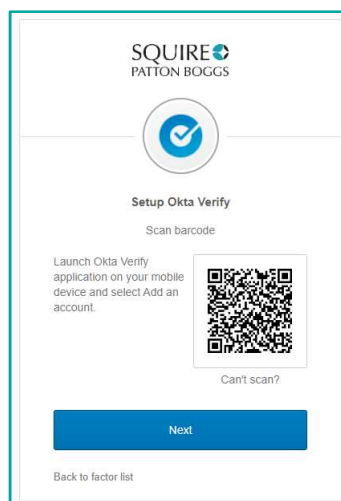 SQUIRE
PATTON BOGGS
Setup Okta Verify
Scan barcode
Launch Okta Verify
application on your mobile
device and select Add an
account.
Can't scan?
Next
Back to factor list